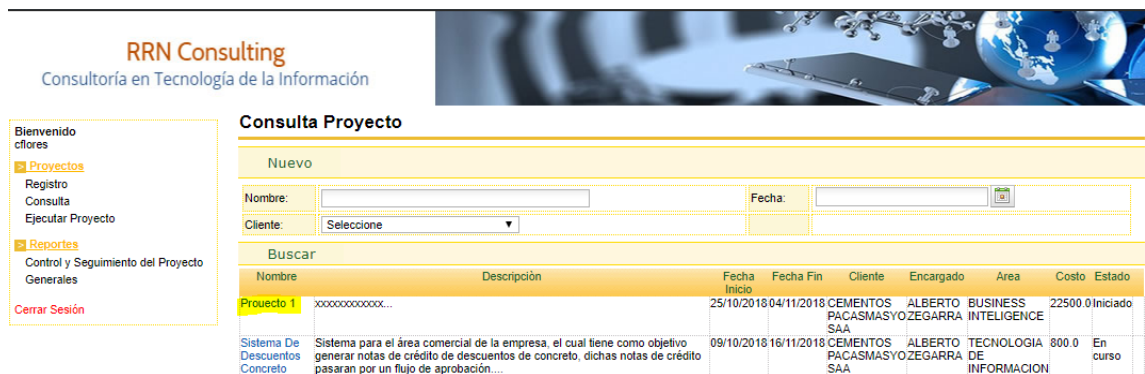 RRN Consulting
Consultoría en Tecnología de la Información
Bienvenido
cflores
Proyectos
Registro
Consulta
Ejecutar Proyecto
Reportes
Control y Seguimiento del Proyecto
Generales
Cerrar Sesión
Consulta Proyecto
Nuevo
Nombre: Fecha:
Cliente: Seleccione
Buscar
Nombre Descripciòn Fecha Inicio Fecha Fin Cliente Encargado Area Costo Estado
Prouecto 1 xxxxxxxxxxxx... 25/10/2018 04/11/2018 CEMENTOS ALBERTO BUSINESS 22500.0 Iniciado
PACASMASYO ZEGARRA INTELIGENCE
SAA
Sistema De Sistema para el área comercial de la empresa, el cual tiene como objetivo 09/10/2018 16/11/2018 CEMENTOS ALBERTO TECNOLOGIA 800.0 En
Descuentos generar notas de crédito de descuentos de concreto, dichas notas de crédito PACASMASYO ZEGARRA DE curso
Concreto pasaran por un flujo de aprobación.... SAA INFORMACION